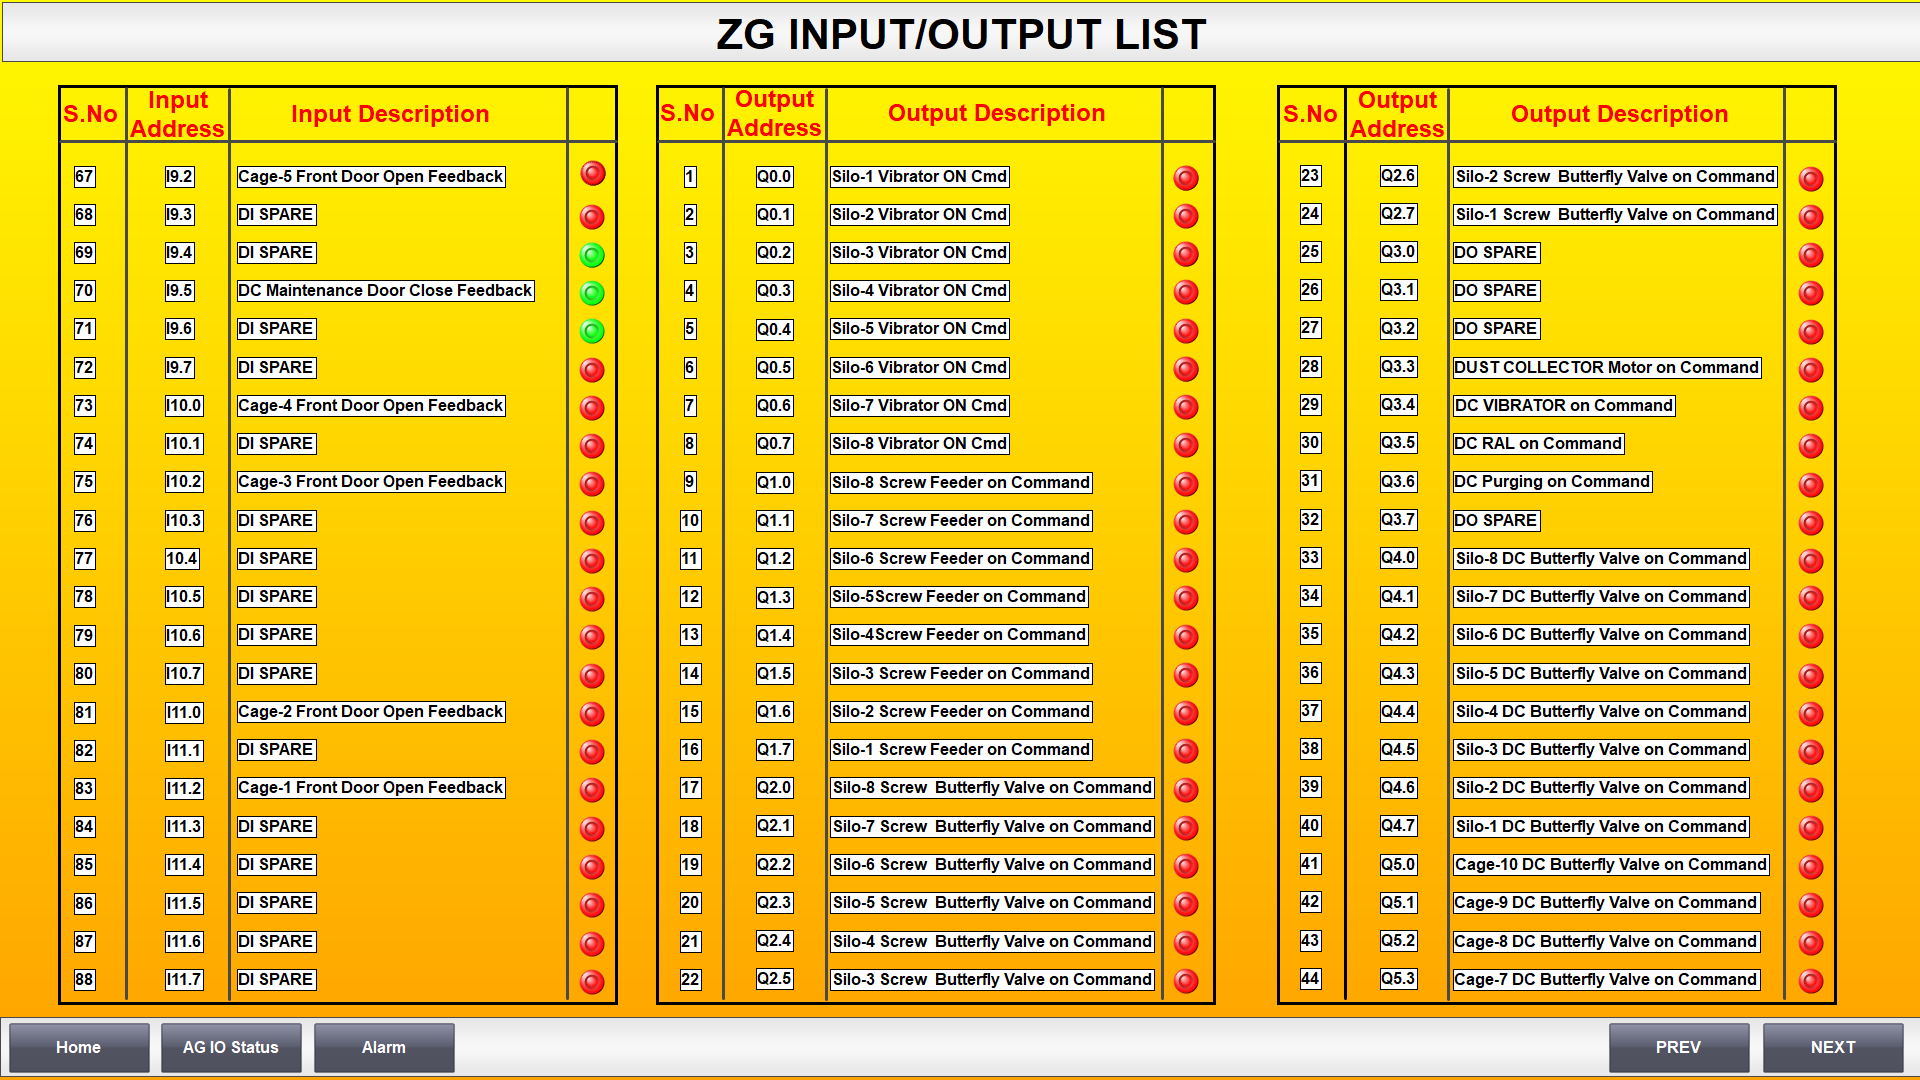 ZG INPUT/OUTPUT LIST
S.No Input Address Input Description
67 I9.2 Cage-5 Front Door Open Feedback
68 I9.3 DI SPARE
69 I9.4 DI SPARE
70 I9.5 DC Maintenance Door Close Feedback
71 I9.6 DI SPARE
72 I9.7 DI SPARE
73 I10.0 Cage-4 Front Door Open Feedback
74 I10.1 DI SPARE
75 I10.2 Cage-3 Front Door Open Feedback
76 I10.3 DI SPARE
77 10.4 DI SPARE
78 I10.5 DI SPARE
79 I10.6 DI SPARE
80 I10.7 DI SPARE
81 I11.0 Cage-2 Front Door Open Feedback
82 I11.1 DI SPARE
83 I11.2 Cage-1 Front Door Open Feedback
84 I11.3 DI SPARE
85 I11.4 DI SPARE
86 I11.5 DI SPARE
87 I11.6 DI SPARE
88 I11.7 DI SPARE
S.No Output Address Output Description
1 Q0.0 Silo-1 Vibrator ON Cmd
2 Q0.1 Silo-2 Vibrator ON Cmd
3 Q0.2 Silo-3 Vibrator ON Cmd
4 Q0.3 Silo-4 Vibrator ON Cmd
5 Q0.4 Silo-5 Vibrator ON Cmd
6 Q0.5 Silo-6 Vibrator ON Cmd
7 Q0.6 Silo-7 Vibrator ON Cmd
8 Q0.7 Silo-8 Vibrator ON Cmd
9 Q1.0 Silo-8 Screw Feeder on Command
10 Q1.1 Silo-7 Screw Feeder on Command
11 Q1.2 Silo-6 Screw Feeder on Command
12 Q1.3 Silo-5Screw Feeder on Command
13 Q1.4 Silo-4Screw Feeder on Command
14 Q1.5 Silo-3 Screw Feeder on Command
15 Q1.6 Silo-2 Screw Feeder on Command
16 Q1.7 Silo-1 Screw Feeder on Command
17 Q2.0 Silo-8 Screw  Butterfly Valve on Command
18 Q2.1 Silo-7 Screw  Butterfly Valve on Command
19 Q2.2 Silo-6 Screw  Butterfly Valve on Command
20 Q2.3 Silo-5 Screw  Butterfly Valve on Command
21 Q2.4 Silo-4 Screw  Butterfly Valve on Command
22 Q2.5 Silo-3 Screw  Butterfly Valve on Command
S.No Output Address Output Description
23 Q2.6 Silo-2 Screw  Butterfly Valve on Command
24 Q2.7 Silo-1 Screw  Butterfly Valve on Command
25 Q3.0 DO SPARE
26 Q3.1 DO SPARE
27 Q3.2 DO SPARE
28 Q3.3 DUST COLLECTOR Motor on Command
29 Q3.4 DC VIBRATOR on Command
30 Q3.5 DC RAL on Command
31 Q3.6 DC Purging on Command
32 Q3.7 DO SPARE
33 Q4.0 Silo-8 DC Butterfly Valve on Command
34 Q4.1 Silo-7 DC Butterfly Valve on Command
35 Q4.2 Silo-6 DC Butterfly Valve on Command
36 Q4.3 Silo-5 DC Butterfly Valve on Command
37 Q4.4 Silo-4 DC Butterfly Valve on Command
38 Q4.5 Silo-3 DC Butterfly Valve on Command
39 Q4.6 Silo-2 DC Butterfly Valve on Command
40 Q4.7 Silo-1 DC Butterfly Valve on Command
41 Q5.0 Cage-10 DC Butterfly Valve on Command
42 Q5.1 Cage-9 DC Butterfly Valve on Command
43 Q5.2 Cage-8 DC Butterfly Valve on Command
44 Q5.3 Cage-7 DC Butterfly Valve on Command
Home AG IO Status Alarm PREV NEXT